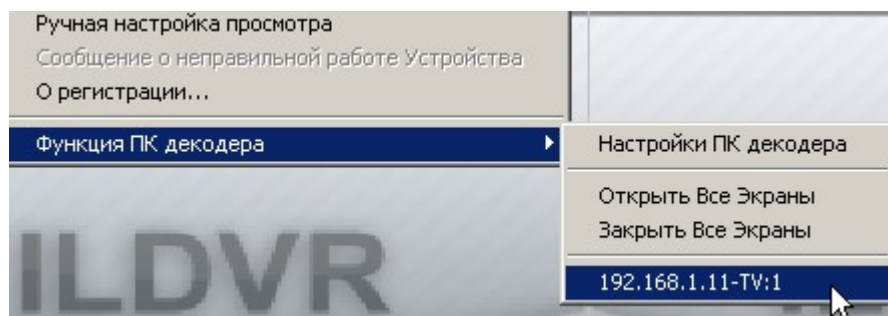 Ручная настройка просмотра
Сообщение о неправильной работе Устройства
О регистрации...
Функция ПК декодера
Настройки ПК декодера
Открыть Все Экраны
Закрыть Все Экраны
192.168.1.11-TV:1
ILDVR